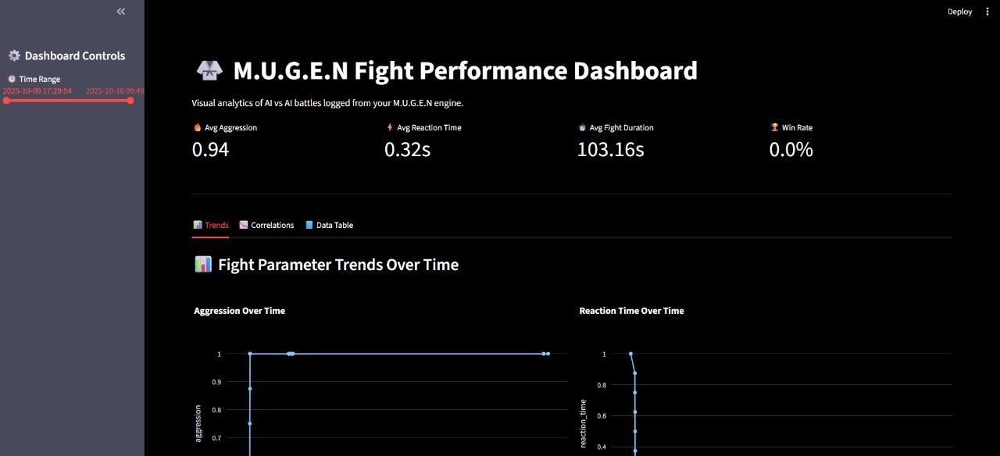 Deploy
Dashboard Controls
Time Range
2025-10-09 17:29:54 2025-10-16 09:49
M.U.G.E.N Fight Performance Dashboard
Visual analytics of AI vs AI battles logged from your M.U.G.E.N engine.
Avg Aggression
0.94
Avg Reaction Time
0.32s
Avg Fight Duration
103.16s
Win Rate
0.0%
Trends Correlations Data Table
Fight Parameter Trends Over Time
Aggression Over Time
1
0.9
0.8
0.7
aggression
Reaction Time Over Time
1
0.8
0.6
0.4
reaction_time